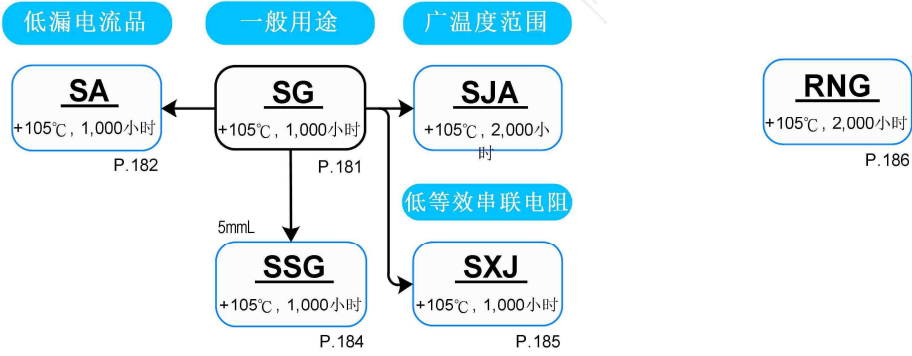 低漏电流品
一般用途
广温度范围
SA
+105℃, 1,000小时
P.182
SG
+105℃, 1,000小时
P.181
SJA
+105℃, 2,000小
时
RNG
+105℃, 2,000小时
P.186
低等效串联电阻
5mmL
SSG
+105℃, 1,000小时
P.184
SXJ
+105℃, 1,000小时
P.185